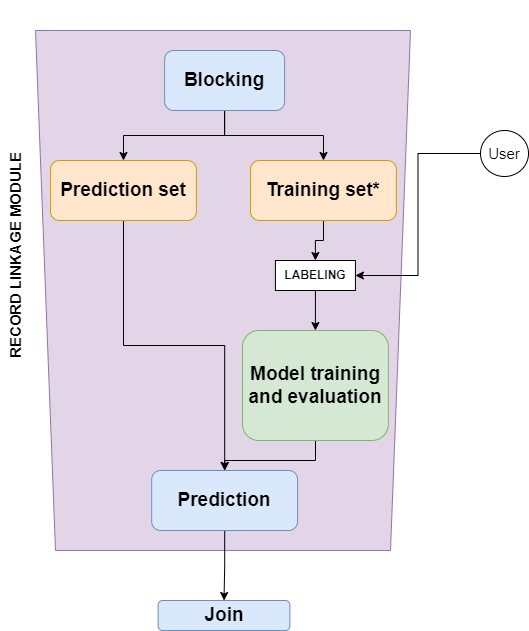 RECORD LINKAGE MODULE
Blocking
User
Prediction set
Training set*
LABELING
Model training
and evaluation
Prediction
Join